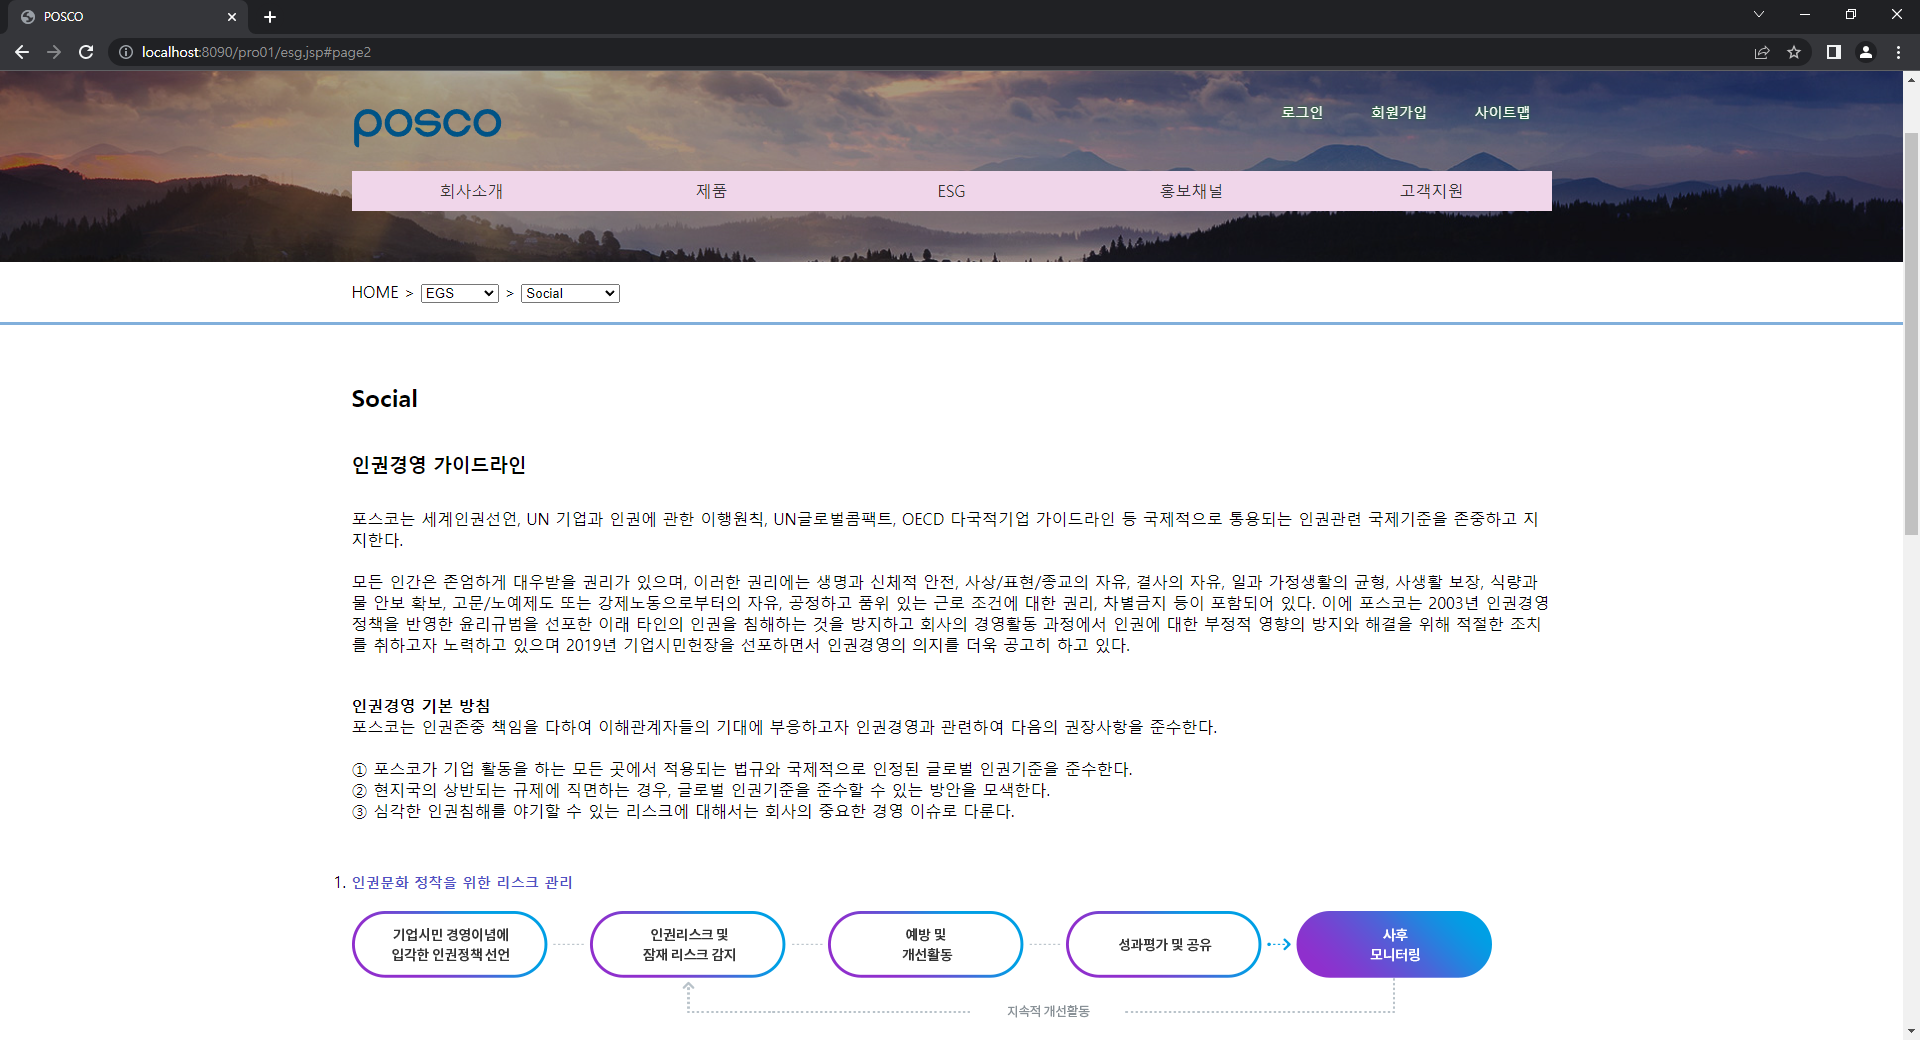 POSCO
localhost:8090/pro01/esg.jsp#page2
posco
로그인 회원가입 사이트맵
회사소개 제품 ESG 홍보채널 고객지원
HOME > EGS > Social
Social
인권경영 가이드라인
포스코는 세계인권선언, UN 기업과 인권에 관한 이행원칙, UN글로벌콤팩트, OECD 다국적기업 가이드라인 등 국제적으로 통용되는 인권관련 국제기준을 존중하고 지
지한다.
모든 인간은 존엄하게 대우받을 권리가 있으며, 이러한 권리에는 생명과 신체적 안전, 사상/표현/종교의 자유, 결사의 자유, 일과 가정생활의 균형, 사생활 보장, 식량과
물 안보 확보, 고문/노예제도 또는 강제노동으로부터의 자유, 공정하고 품위 있는 근로 조건에 대한 권리, 차별금지 등이 포함되어 있다. 이에 포스코는 2003년 인권경영
정책을 반영한 윤리규범을 선포한 이래 타인의 인권을 침해하는 것을 방지하고 회사의 경영활동 과정에서 인권에 대한 부정적 영향의 방지와 해결을 위해 적절한 조치
를 취하고자 노력하고 있으며 2019년 기업시민헌장을 선포하면서 인권경영의 의지를 더욱 공고히 하고 있다.
인권경영 기본 방침
포스코는 인권존중 책임을 다하여 이해관계자들의 기대에 부응하고자 인권경영과 관련하여 다음의 권장사항을 준수한다.
① 포스코가 기업 활동을 하는 모든 곳에서 적용되는 법규와 국제적으로 인정된 글로벌 인권기준을 준수한다.
② 현지국의 상반되는 규제에 직면하는 경우, 글로벌 인권기준을 준수할 수 있는 방안을 모색한다.
③ 심각한 인권침해를 야기할 수 있는 리스크에 대해서는 회사의 중요한 경영 이슈로 다룬다.
1. 인권문화 정착을 위한 리스크 관리
기업시민 경영이념에
입각한 인권정책 선언
인권리스크 및
잠재 리스크 감지
예방 및
개선활동
성과평가 및 공유
사후
모니터링
지속적 개선활동